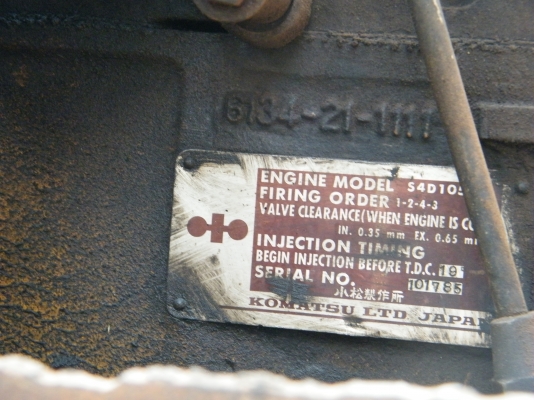 6134-21-1111
ENGINE MODEL S4D105
FIRING ORDER 1-2-4-3
VALVE CLEARANCE(WHEN ENGINE IS
IN. 0.35 mm EX. 0.65
INJECTION TIMING
BEGIN INJECTION BEFORE T.D.C. 19°
SERIAL NO. 101785
小松製作所
KOMATSU LTD JAPAN